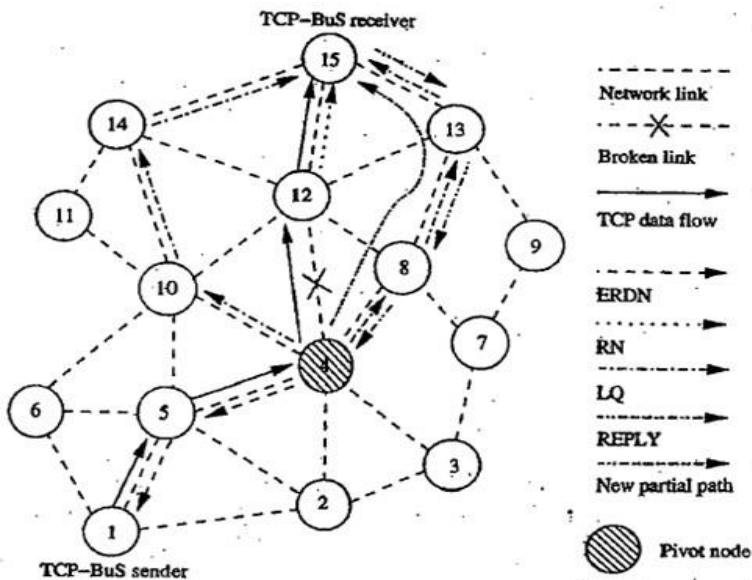 TCP-BuS receiver
15
14
13
12
11
10
9
8
7
4
6
5
3
2
1
TCP-BuS sender
Network link
Broken link
TCP data flow
ERDN
RN
LQ
REPLY
New partial path
Pivot node